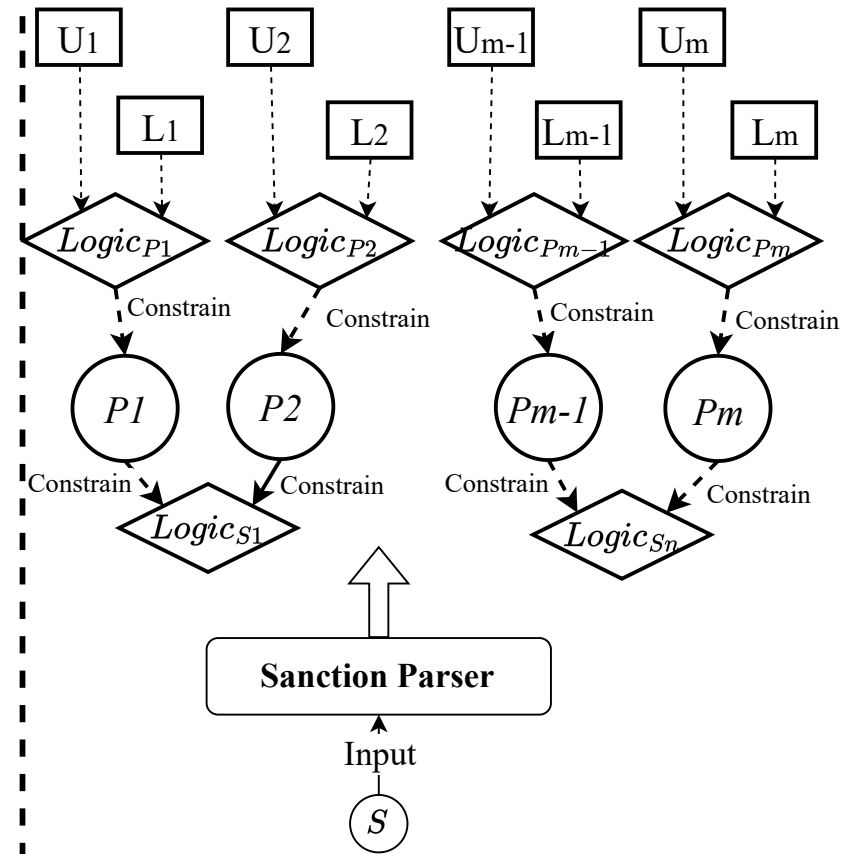 U1 U2 Um-1 Um
L1 L2 Lm-1 Lm
LogicP1 LogicP2 LogicPm−1 LogicPm
Constrain Constrain Constrain Constrain
P1 P2 Pm-1 Pm
Constrain Constrain Constrain Constrain
LogicS1 LogicSn
Sanction Parser
Input
S